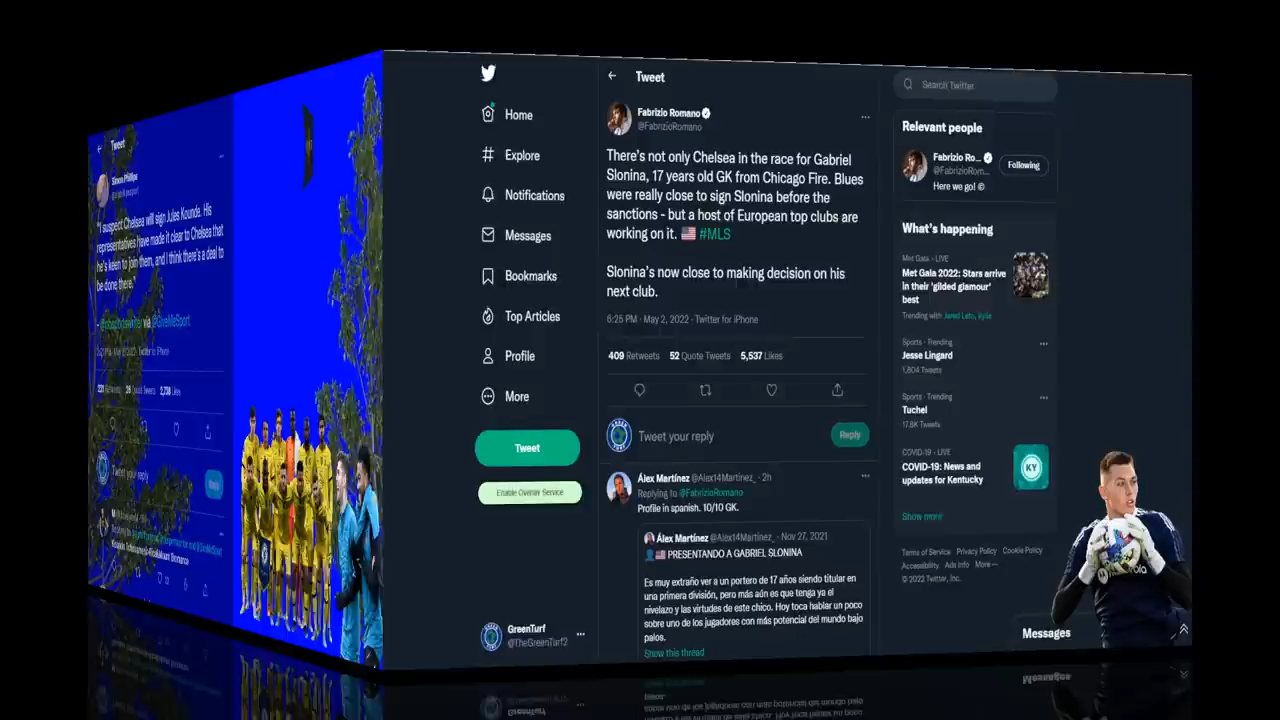 Tweet
Simon Phillips
"I suspect Chelsea will sign Jules Kounde. His
representatives have made it clear to Chelsea that
he's keen to join them, and I think there's a deal to
be done there."
via @GiveMeSport
Tweet your reply
Reply
Home
Explore
Notifications
Messages
Bookmarks
Top Articles
Profile
More
Tweet
Enable Overlay Service
GreenTurf
@TheGreenTurf2
Tweet
Fabrizio Romano
@FabrizioRomano
There's not only Chelsea in the race for Gabriel
Slonina, 17 years old GK from Chicago Fire. Blues
were really close to sign Slonina before the
sanctions - but a host of European top clubs are
working on it. 🇺🇸 #MLS
Slonina's now close to making decision on his
next club.
6:25 PM · May 2, 2022 · Twitter for iPhone
409 Retweets 52 Quote Tweets 5,537 Likes
Tweet your reply
Reply
Álex Martínez @Alex14Martinez_ · 2h
Replying to @FabrizioRomano
Profile in spanish. 10/10 GK.
Álex Martínez @Alex14Martinez_ · Nov 27, 2021
👤🇺🇸 PRESENTANDO A GABRIEL SLONINA
Es muy extraño ver a un portero de 17 años siendo titular en
una primera división, pero más aún es que tenga ya el
nivelazo y las virtudes de este chico. Hoy toca hablar un poco
sobre uno de los jugadores con más potencial del mundo bajo
palos.
Show this thread
Search Twitter
Relevant people
Fabrizio Ro...
@FabrizioRom...
Following
Here we go! ©
What's happening
Met Gala · LIVE
Met Gala 2022: Stars arrive
in their 'gilded glamour'
best
Trending with Jared Leto, Kylie
Sports · Trending
Jesse Lingard
1,804 Tweets
Sports · Trending
Tuchel
17.8K Tweets
COVID-19 · LIVE
COVID-19: News and
updates for Kentucky
KY
Show more
Terms of Service Privacy Policy Cookie Policy
Accessibility Ads info More ···
© 2022 Twitter, Inc.
Messages